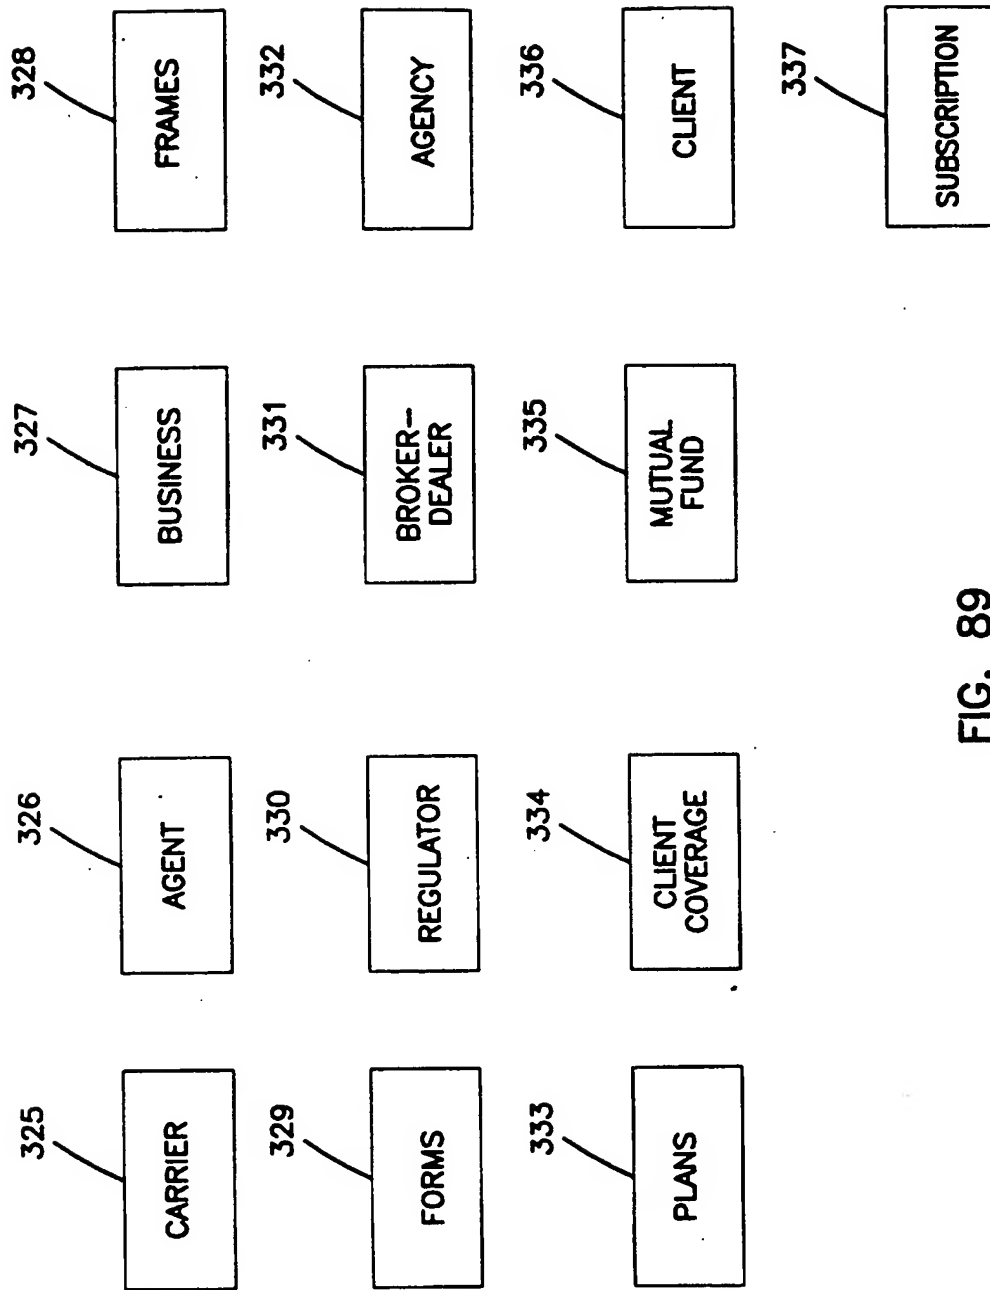 325
CARRIER
326
AGENT
327
BUSINESS
328
FRAMES
329
FORMS
330
REGULATOR
331
BROKER–
DEALER
332
AGENCY
333
PLANS
334
CLIENT
COVERAGE
335
MUTUAL
FUND
336
CLIENT
337
SUBSCRIPTION
FIG. 89